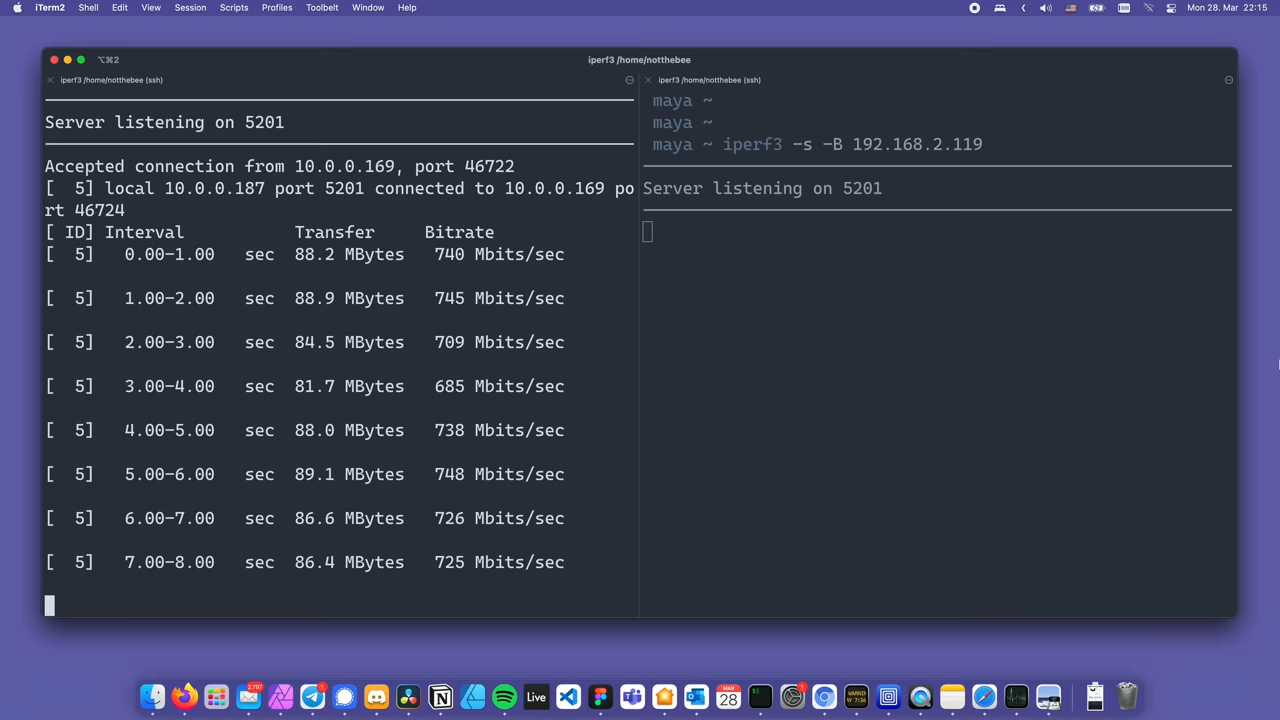 iTerm2 Shell Edit View Session Scripts Profiles Toolbelt Window Help
Mon 28. Mar 22:15
⌥⌘2
iperf3 /home/notthebee
iperf3 /home/notthebee (ssh)
Server listening on 5201
Accepted connection from 10.0.0.169, port 46722
[  5] local 10.0.0.187 port 5201 connected to 10.0.0.169 po
rt 46724
[ ID] Interval           Transfer     Bitrate
[  5]   0.00-1.00   sec  88.2 MBytes   740 Mbits/sec
[  5]   1.00-2.00   sec  88.9 MBytes   745 Mbits/sec
[  5]   2.00-3.00   sec  84.5 MBytes   709 Mbits/sec
[  5]   3.00-4.00   sec  81.7 MBytes   685 Mbits/sec
[  5]   4.00-5.00   sec  88.0 MBytes   738 Mbits/sec
[  5]   5.00-6.00   sec  89.1 MBytes   748 Mbits/sec
[  5]   6.00-7.00   sec  86.6 MBytes   726 Mbits/sec
[  5]   7.00-8.00   sec  86.4 MBytes   725 Mbits/sec
iperf3 /home/notthebee (ssh)
maya ~
maya ~
maya ~ iperf3 -s -B 192.168.2.119
Server listening on 5201
2,797
1
Live
MAR
28
1
WARNIN